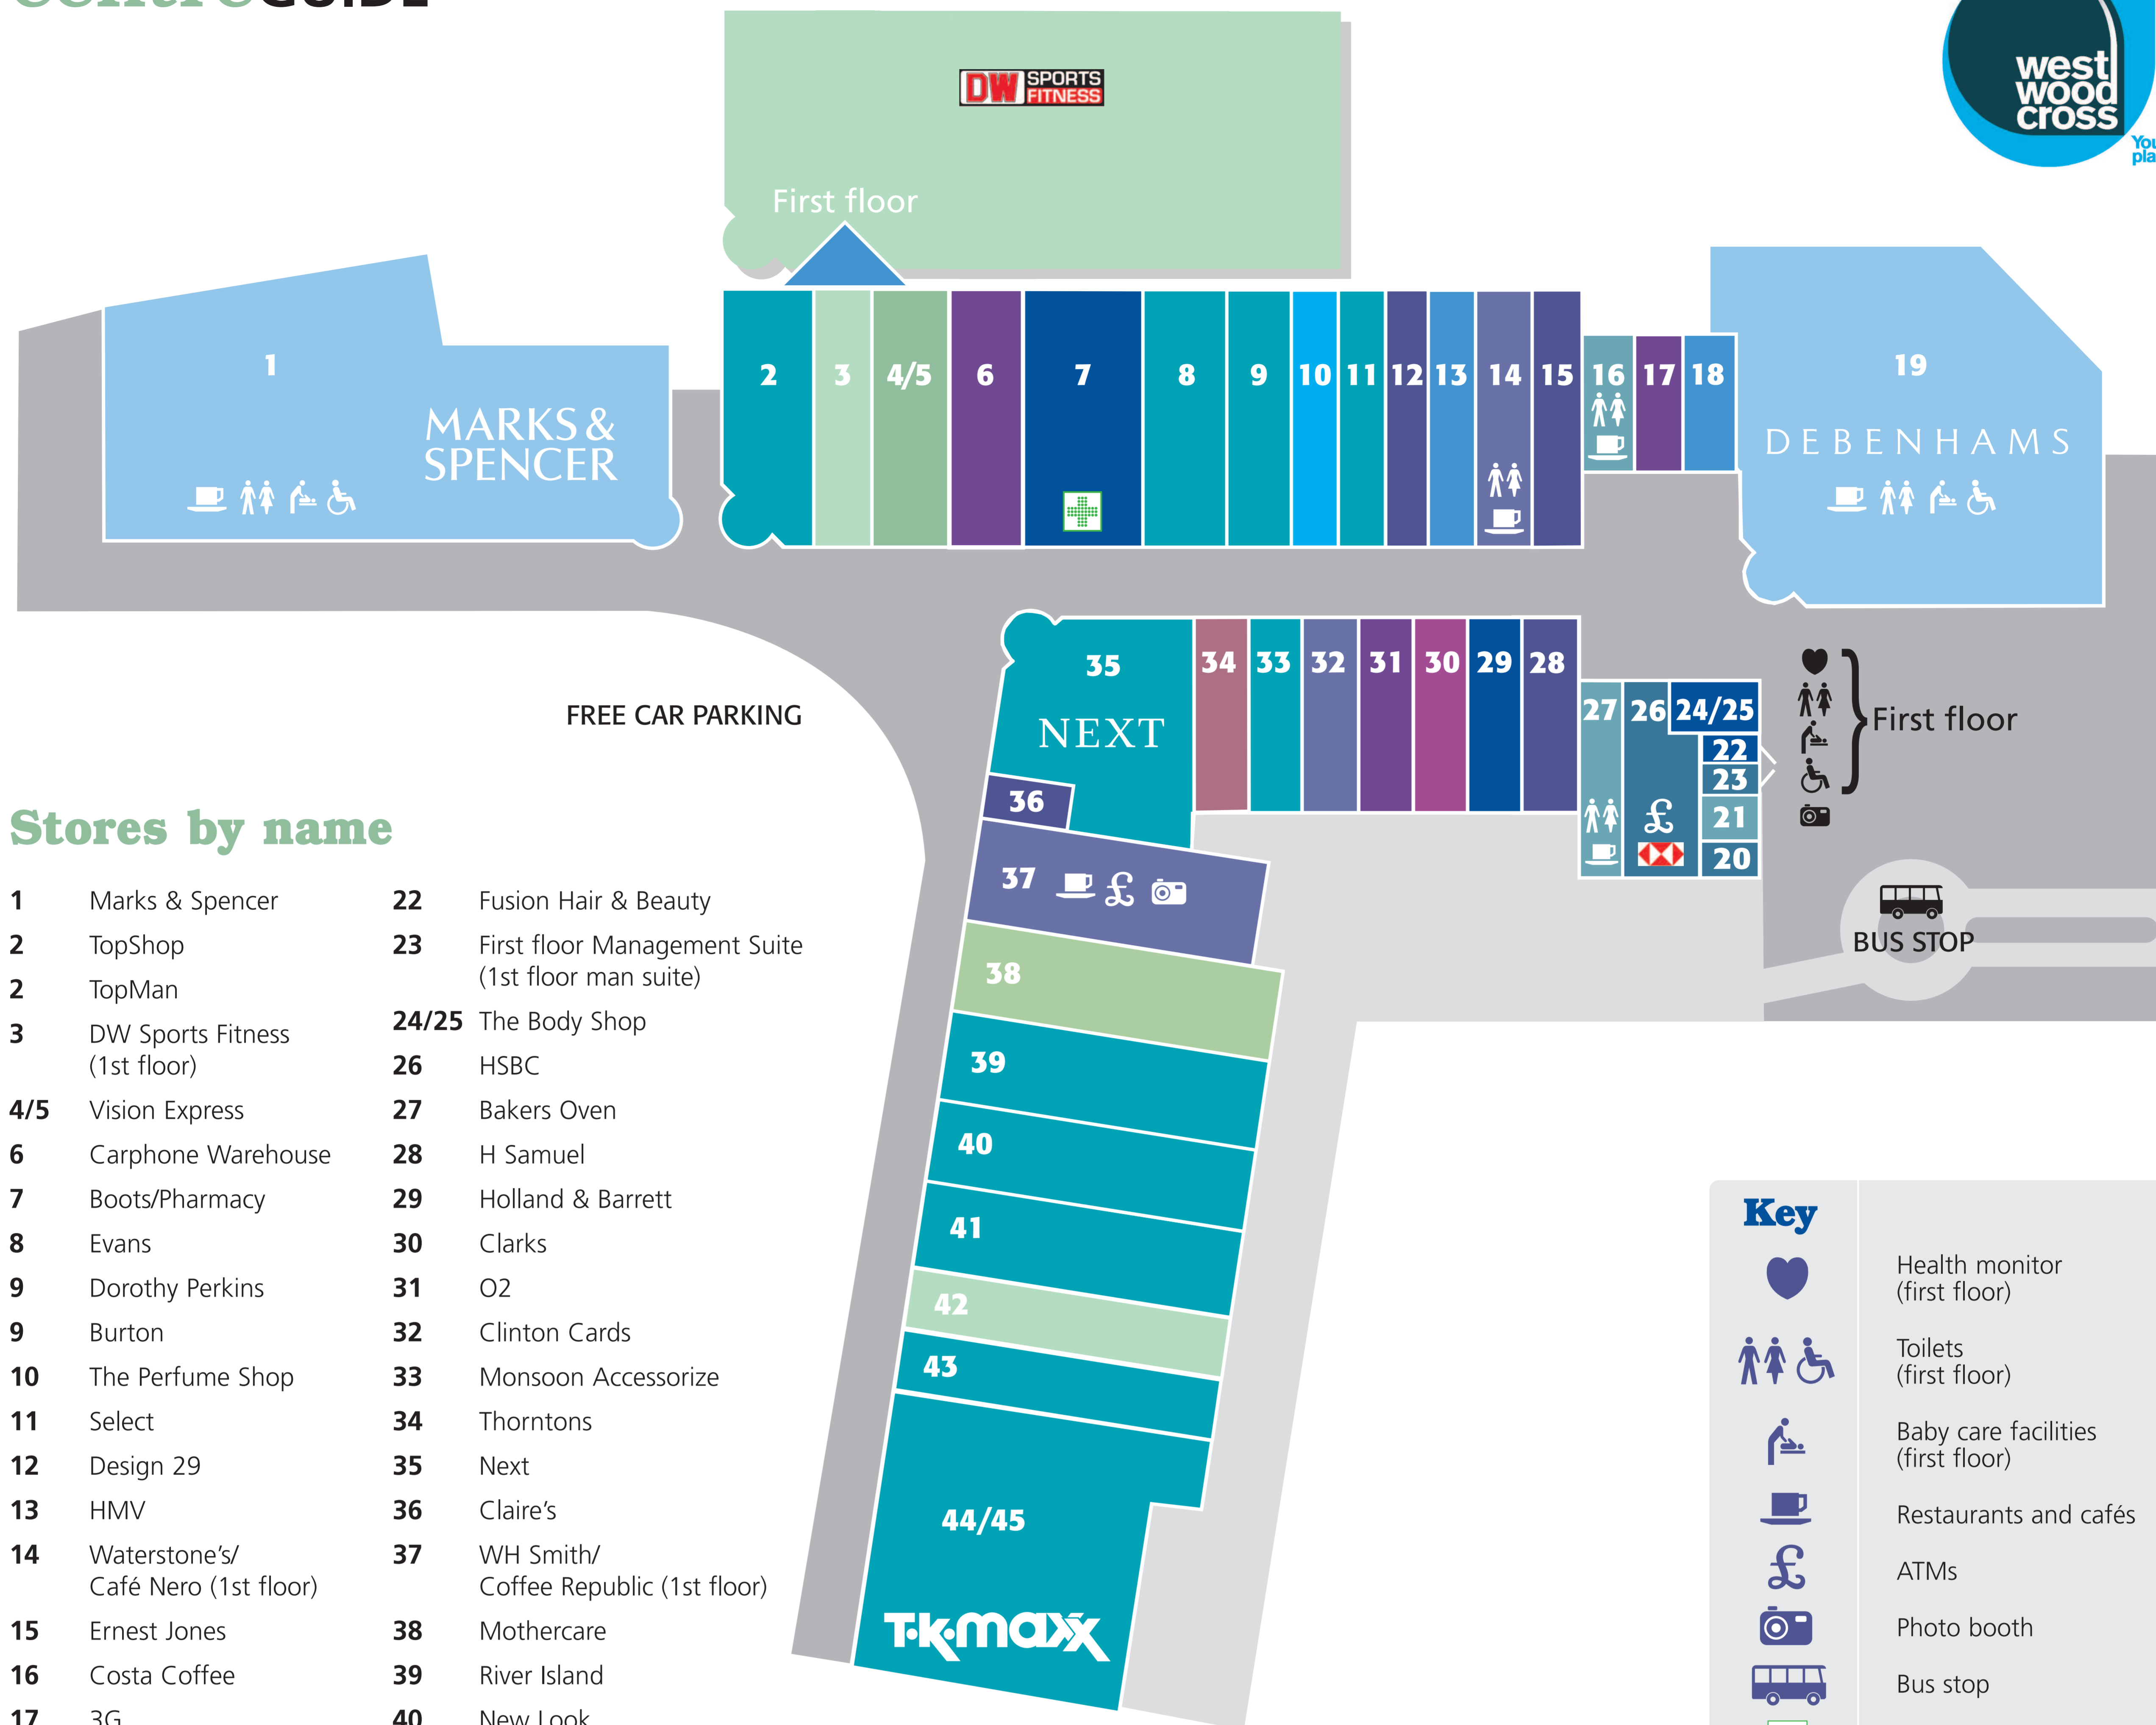 GUIDE
DW SPORTS
FITNESS
west
wood
cross
First floor
1
MARKS &
SPENCER
2
3
4/5
6
7
8
9
10
11
12
13
14
15
16
17
18
19
DEBENHAMS
35
NEXT
34
33
32
31
30
29
28
27
26
24/25
22
23
21
20
First floor
FREE CAR PARKING
36
37
£
£
BUS STOP
38
39
40
41
42
43
44/45
T·K·maxx
Stores by name
1 Marks & Spencer
2 TopShop
2 TopMan
3 DW Sports Fitness
(1st floor)
4/5 Vision Express
6 Carphone Warehouse
7 Boots/Pharmacy
8 Evans
9 Dorothy Perkins
9 Burton
10 The Perfume Shop
11 Select
12 Design 29
13 HMV
14 Waterstone's/
Café Nero (1st floor)
15 Ernest Jones
16 Costa Coffee
17 3G
22 Fusion Hair & Beauty
23 First floor Management Suite
(1st floor man suite)
24/25 The Body Shop
26 HSBC
27 Bakers Oven
28 H Samuel
29 Holland & Barrett
30 Clarks
31 O2
32 Clinton Cards
33 Monsoon Accessorize
34 Thorntons
35 Next
36 Claire's
37 WH Smith/
Coffee Republic (1st floor)
38 Mothercare
39 River Island
40 New Look
Key
Health monitor
(first floor)
Toilets
(first floor)
Baby care facilities
(first floor)
Restaurants and cafés
£ ATMs
Photo booth
Bus stop